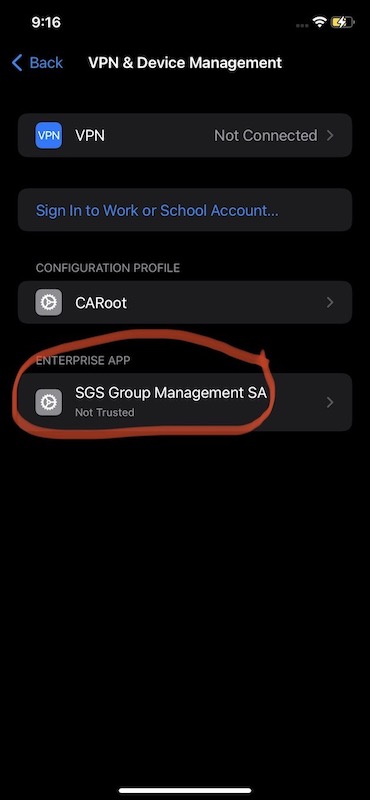 9:16
Back
VPN & Device Management
VPN
VPN
Not Connected
Sign In to Work or School Account...
CONFIGURATION PROFILE
CARoot
ENTERPRISE APP
SGS Group Management SA
Not Trusted